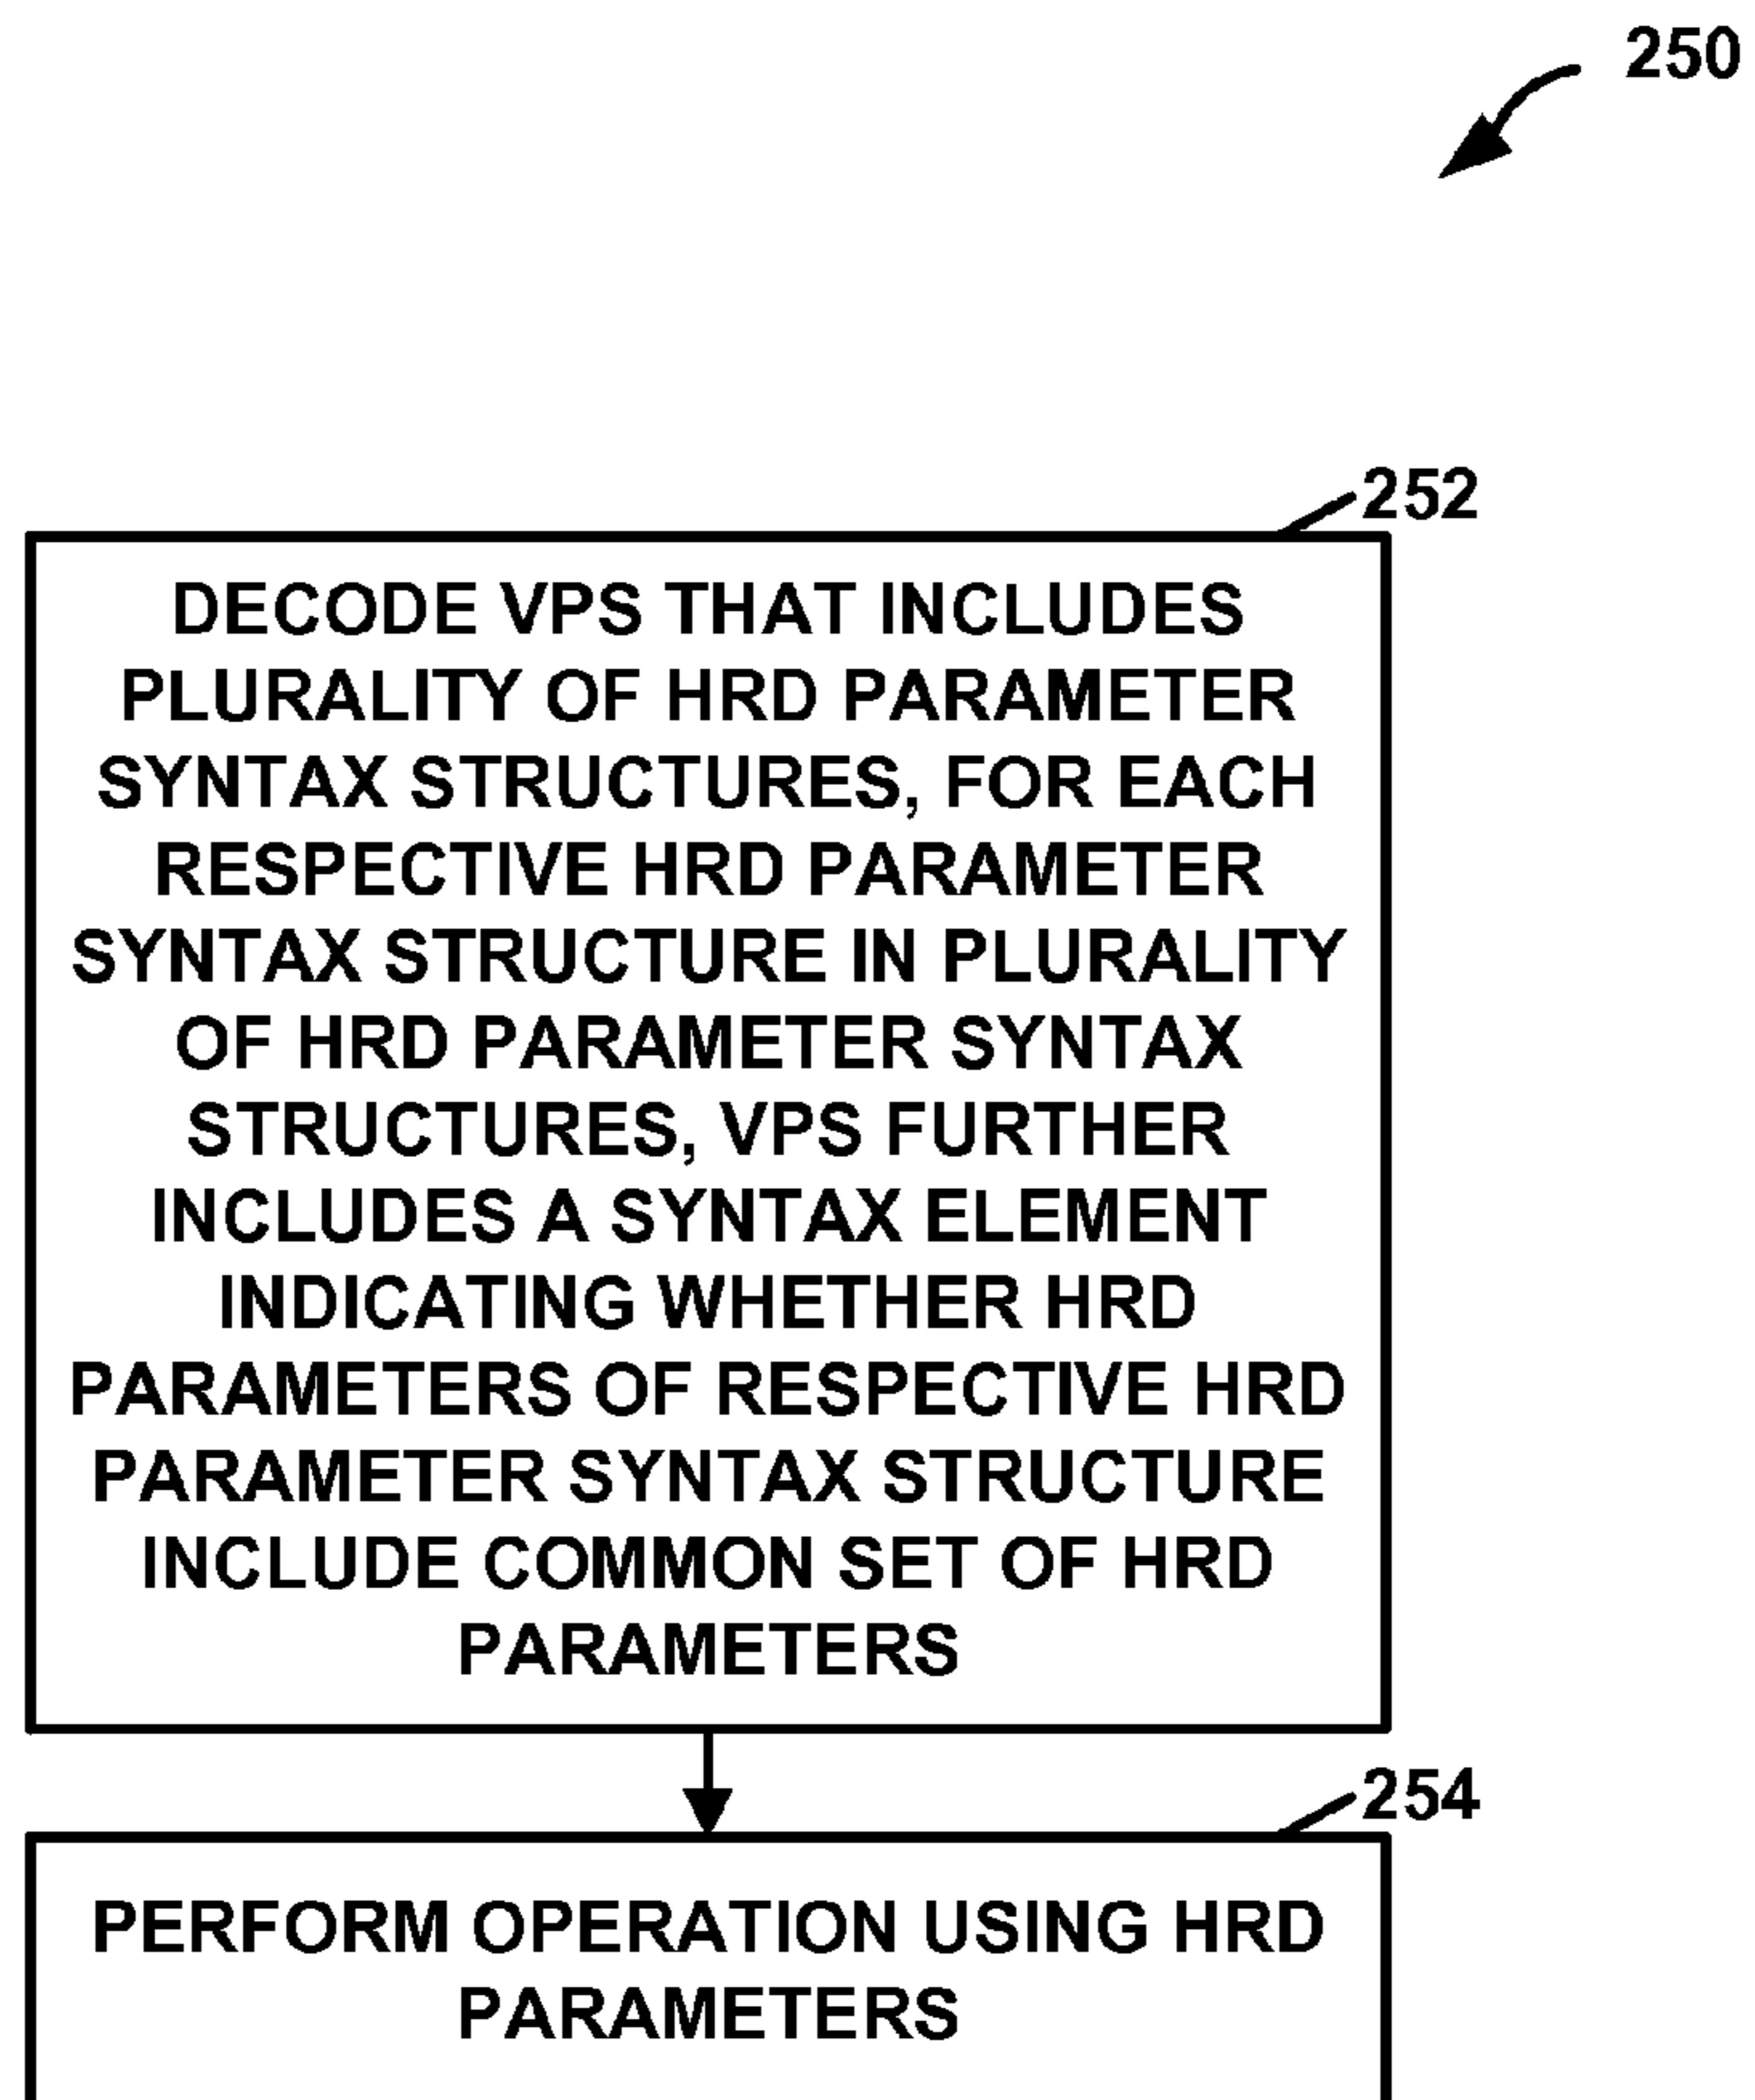 250
252
DECODE VPS THAT INCLUDES
PLURALITY OF HRD PARAMETER
SYNTAX STRUCTURES, FOR EACH
RESPECTIVE HRD PARAMETER
SYNTAX STRUCTURE IN PLURALITY
OF HRD PARAMETER SYNTAX
STRUCTURES, VPS FURTHER
INCLUDES A SYNTAX ELEMENT
INDICATING WHETHER HRD
PARAMETERS OF RESPECTIVE HRD
PARAMETER SYNTAX STRUCTURE
INCLUDE COMMON SET OF HRD
PARAMETERS
254
PERFORM OPERATION USING HRD
PARAMETERS